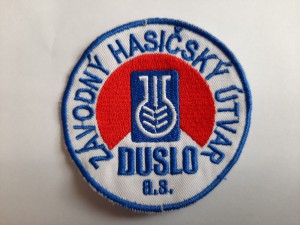 ZÁVODNÝ HASIČSKÝ ÚTVAR
DUSLO
a.s.